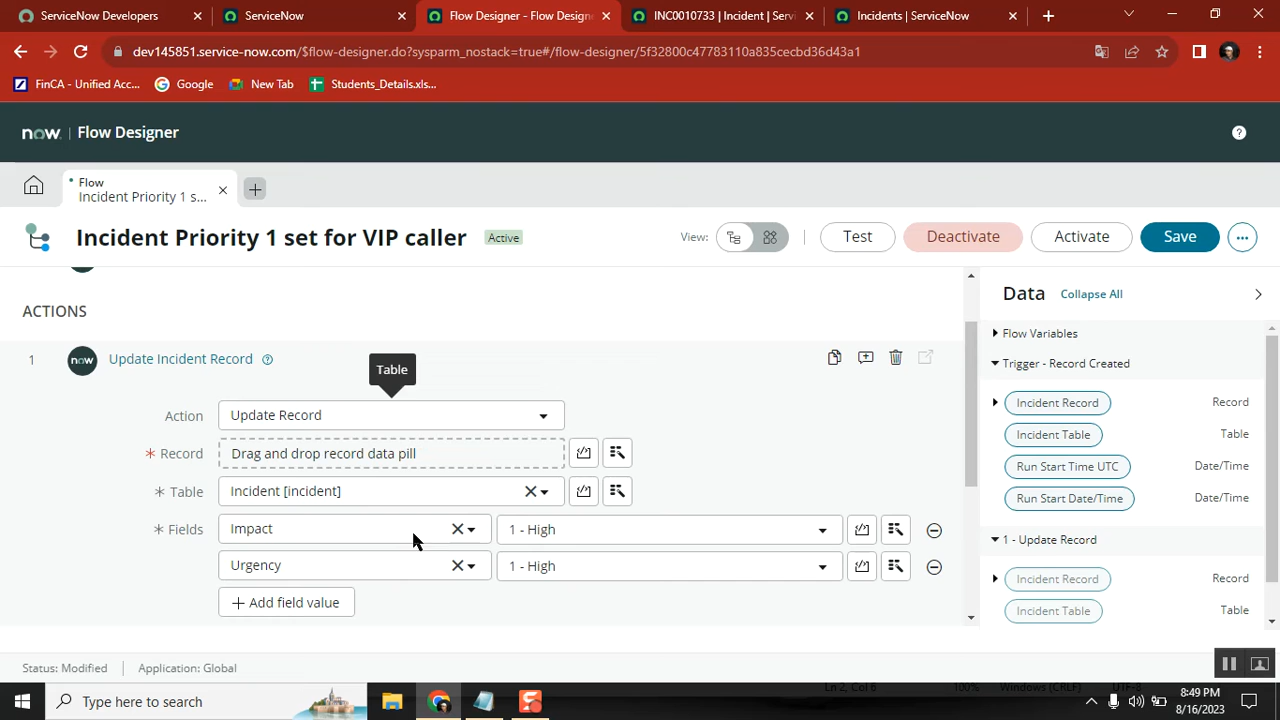 ServiceNow Developers
ServiceNow
Flow Designer - Flow Design
INC0010733 | Incident | Servi
Incidents | ServiceNow
dev145851.service-now.com/$flow-designer.do?sysparm_nostack=true#/flow-designer/5f32800c47783110a835cecbd36d43a1
FinCA - Unified Acc...
Google
New Tab
Students_Details.xls...
now. | Flow Designer
Flow
Incident Priority 1 s...
Incident Priority 1 set for VIP caller
Active
View:
Test
Deactivate
Activate
Save
ACTIONS
Data
Collapse All
Flow Variables
1
now
Update Incident Record
Table
Trigger - Record Created
Incident Record
Record
Action
Update Record
Incident Table
Table
* Record
Drag and drop record data pill
Run Start Time UTC
Date/Time
* Table
Incident [incident]
Run Start Date/Time
Date/Time
* Fields
Impact
1 - High
1 - Update Record
Urgency
1 - High
Incident Record
Record
+ Add field value
Incident Table
Table
Status: Modified
Application: Global
Type here to search
Ln 2, Col 6
100%
Windows (CRLF)
UTF-8
8:49 PM
8/16/2023